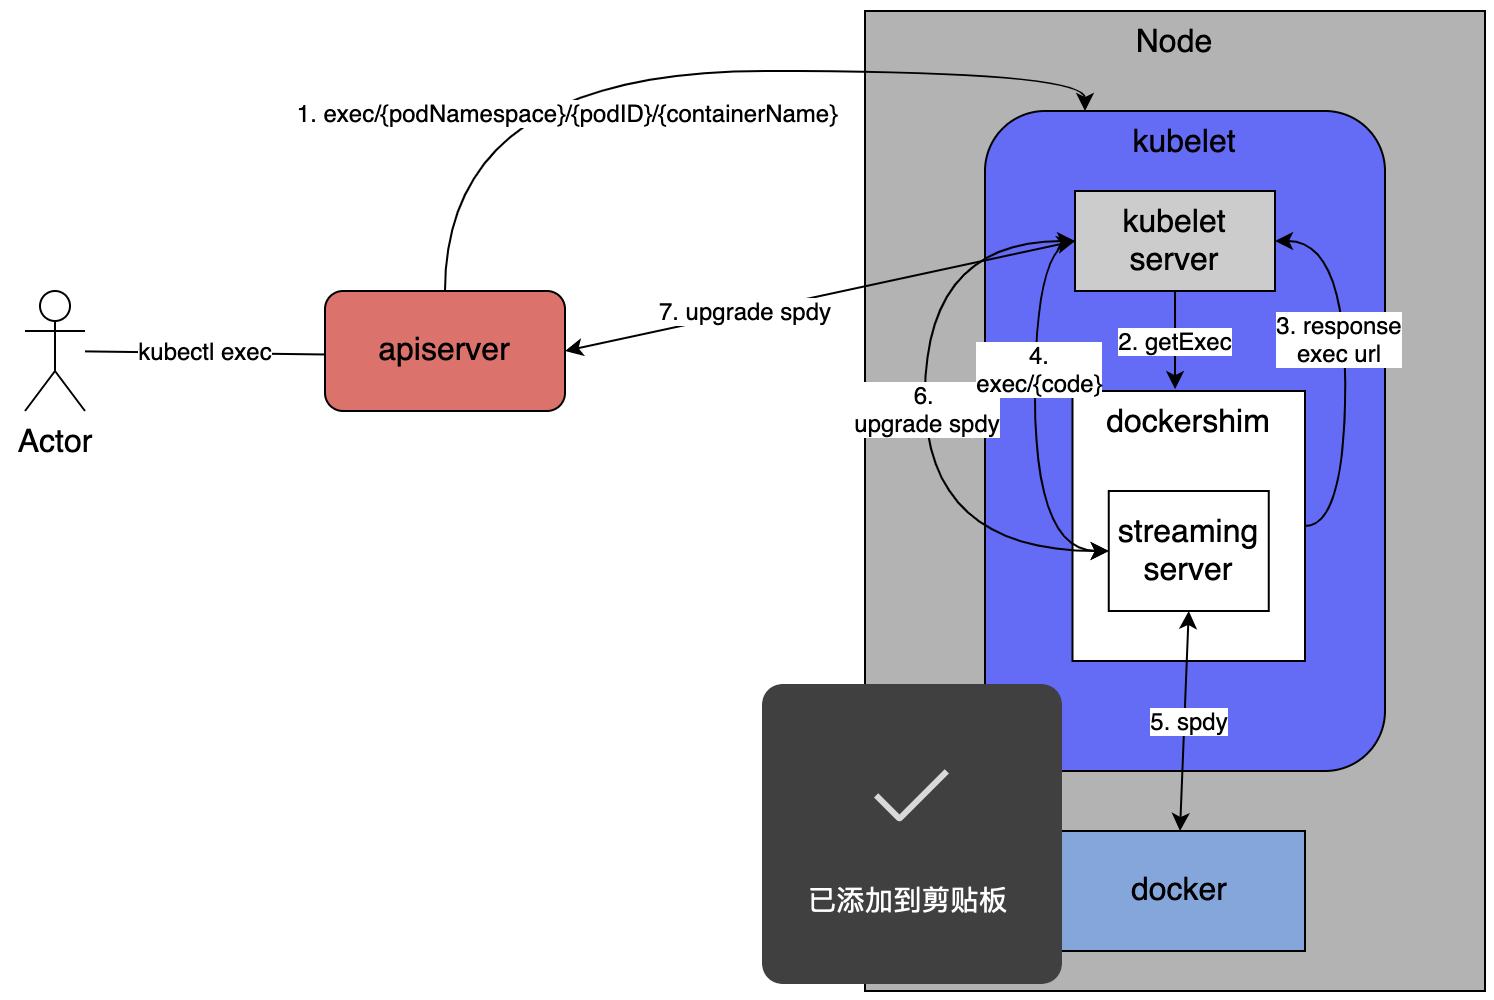 Node
1. exec/{podNamespace}/{podID}/{containerName}
kubelet
kubelet
server
7. upgrade spdy
2. getExec
3. response
exec url
kubectl exec
apiserver
4.
exec/{code}
6.
upgrade spdy
dockershim
Actor
streaming
server
5. spdy
docker
已添加到剪贴板